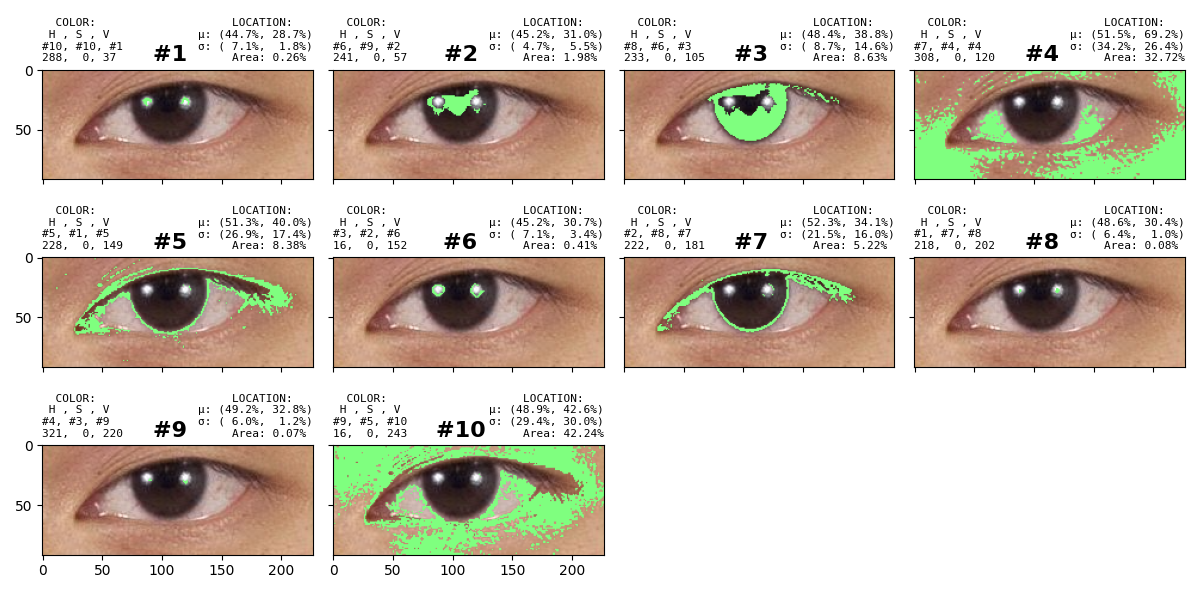 COLOR: LOCATION:
H , S , V μ: (44.7%, 28.7%)
#10, #10, #1 σ: ( 7.1%, 1.8%)
288, 0, 37 #1 Area: 0.26%
COLOR: LOCATION:
H , S , V μ: (45.2%, 31.0%)
#6, #9, #2 σ: ( 4.7%, 5.5%)
241, 0, 57 #2 Area: 1.98%
COLOR: LOCATION:
H , S , V μ: (48.4%, 38.8%)
#8, #6, #3 σ: ( 8.7%, 14.6%)
233, 0, 105 #3 Area: 8.63%
COLOR: LOCATION:
H , S , V μ: (51.5%, 69.2%)
#7, #4, #4 σ: (34.2%, 26.4%)
308, 0, 120 #4 Area: 32.72%
0
50
COLOR: LOCATION:
H , S , V μ: (51.3%, 40.0%)
#5, #1, #5 σ: (26.9%, 17.4%)
228, 0, 149 #5 Area: 8.38%
COLOR: LOCATION:
H , S , V μ: (45.2%, 30.7%)
#3, #2, #6 σ: ( 7.1%, 3.4%)
16, 0, 152 #6 Area: 0.41%
COLOR: LOCATION:
H , S , V μ: (52.3%, 34.1%)
#2, #8, #7 σ: (21.5%, 16.0%)
222, 0, 181 #7 Area: 5.22%
COLOR: LOCATION:
H , S , V μ: (48.6%, 30.4%)
#1, #7, #8 σ: ( 6.4%, 1.0%)
218, 0, 202 #8 Area: 0.08%
0
50
COLOR: LOCATION:
H , S , V μ: (49.2%, 32.8%)
#4, #3, #9 σ: ( 6.0%, 1.2%)
321, 0, 220 #9 Area: 0.07%
COLOR: LOCATION:
H , S , V μ: (48.9%, 42.6%)
#9, #5, #10 σ: (29.4%, 30.0%)
16, 0, 243 #10 Area: 42.24%
0
50
0 50 100 150 200
0 50 100 150 200